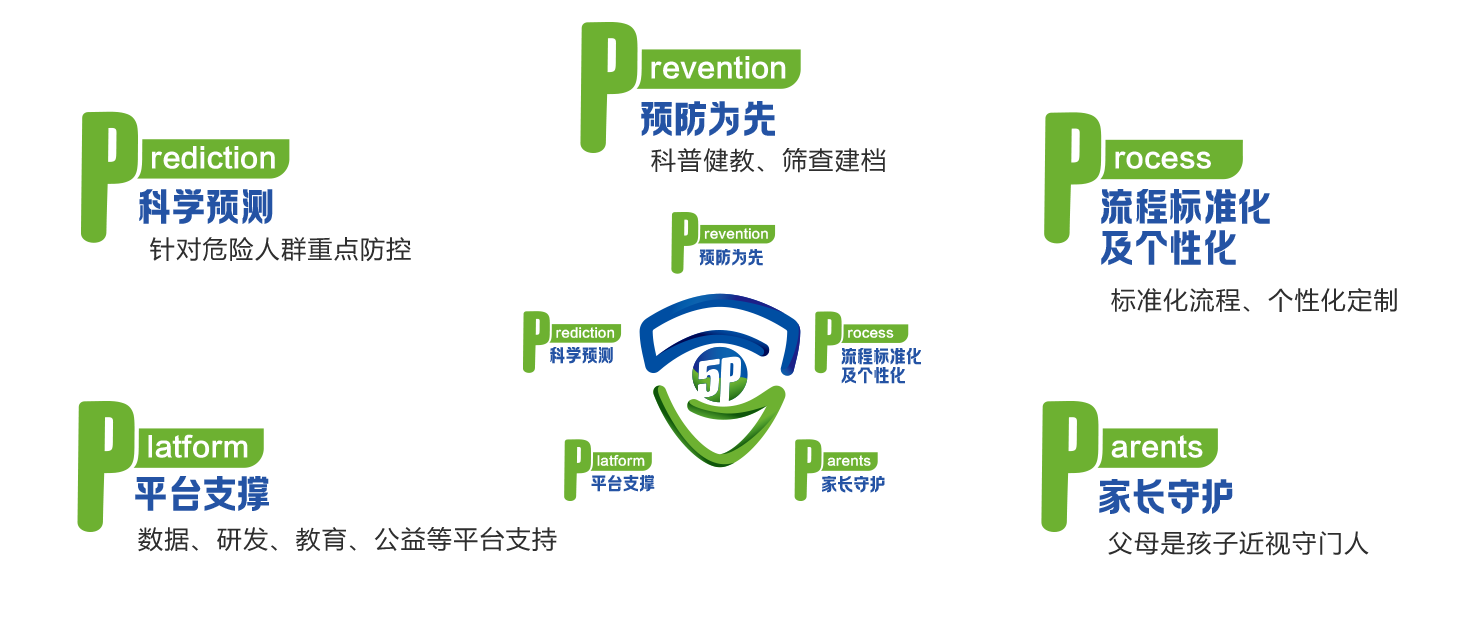 Prevention
预防为先
科普健教、筛查建档
Prediction
科学预测
针对危险人群重点防控
Process
流程标准化
及个性化
标准化流程、个性化定制
Prevention
预防为先
Prediction
科学预测
Process
流程标准化
及个性化
5P
Platform
平台支撑
Parents
家长守护
Platform
平台支撑
数据、研发、教育、公益等平台支持
Parents
家长守护
父母是孩子近视守门人